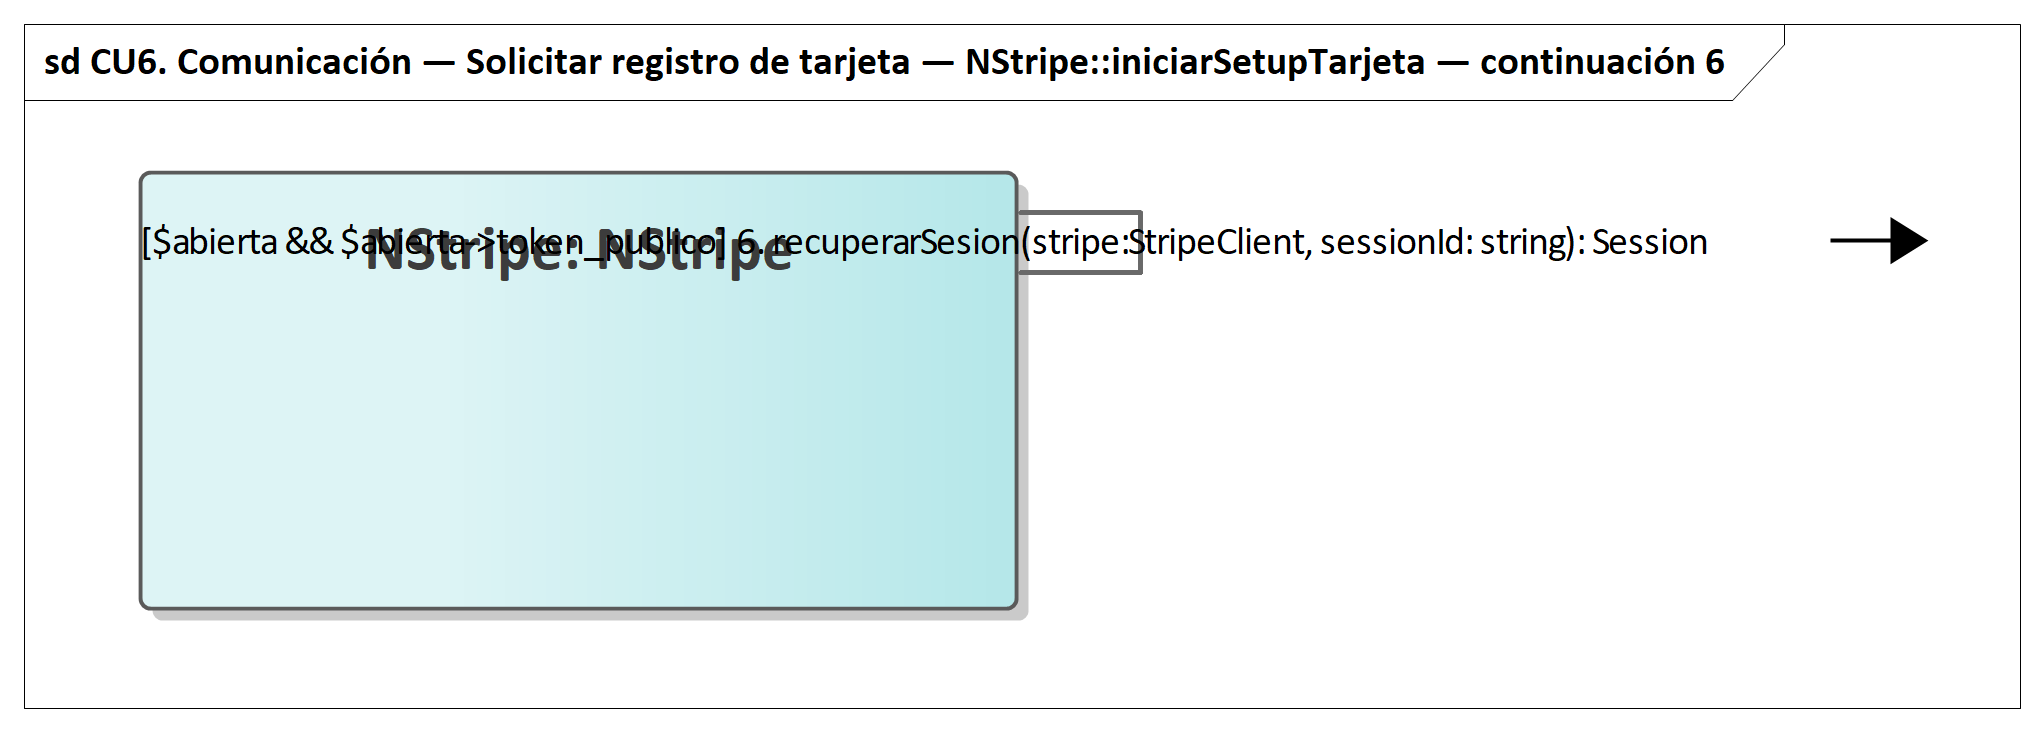 sd CU6. Comunicación — Solicitar registro de tarjeta — NStripe::iniciarSetupTarjeta — continuación 6
[$abierta && $abierta->token_publico] 6. recuperarSesion(stripe:StripeClient, sessionId: string): Session
NStripe: NStripe